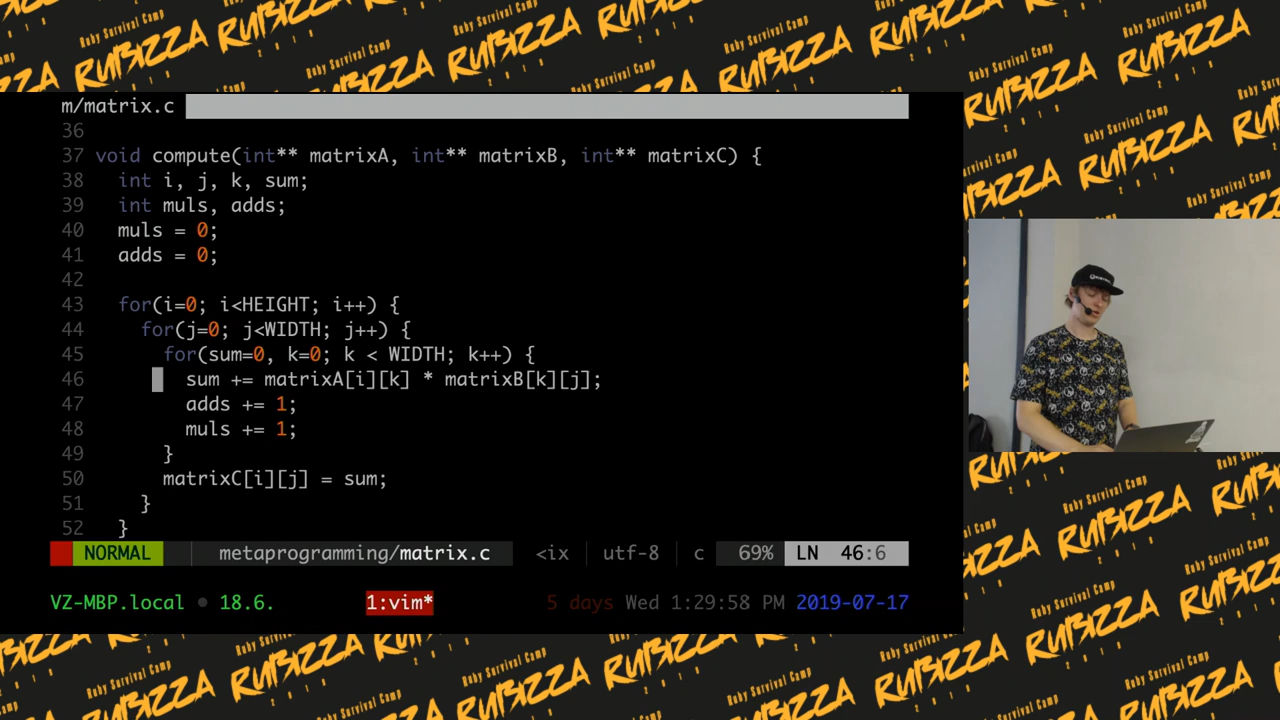 Ruby Survival Camp
RUBIZZA
2019
m/matrix.c
36
37 void compute(int** matrixA, int** matrixB, int** matrixC) {
38 int i, j, k, sum;
39 int muls, adds;
40 muls = 0;
41 adds = 0;
42
43 for(i=0; i<HEIGHT; i++) {
44 for(j=0; j<WIDTH; j++) {
45 for(sum=0, k=0; k < WIDTH; k++) {
46 sum += matrixA[i][k] * matrixB[k][j];
47 adds += 1;
48 muls += 1;
49 }
50 matrixC[i][j] = sum;
51 }
52 }
NORMAL metaprogramming/matrix.c <ix utf-8 c 69% LN 46:6
VZ-MBP.local • 18.6. 1:vim* 5 days Wed 1:29:58 PM 2019-07-17